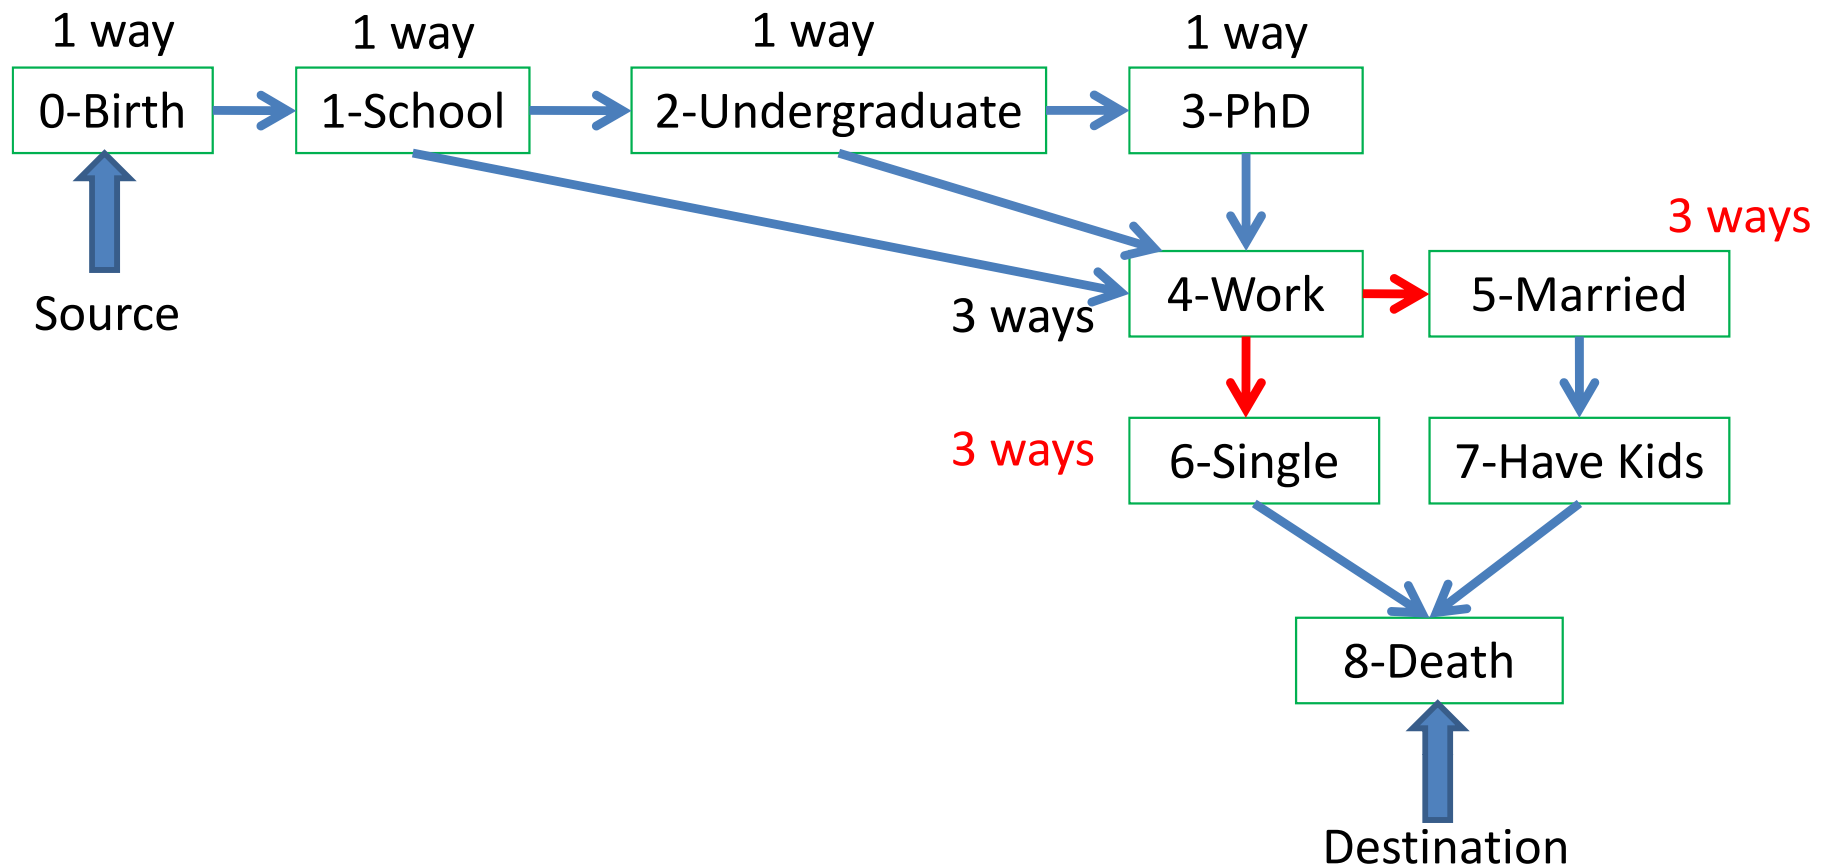 1 way
1 way
1 way
1 way
0-Birth
1-School
2-Undergraduate
3-PhD
3 ways
Source
3 ways
4-Work
5-Married
3 ways
6-Single
7-Have Kids
8-Death
Destination